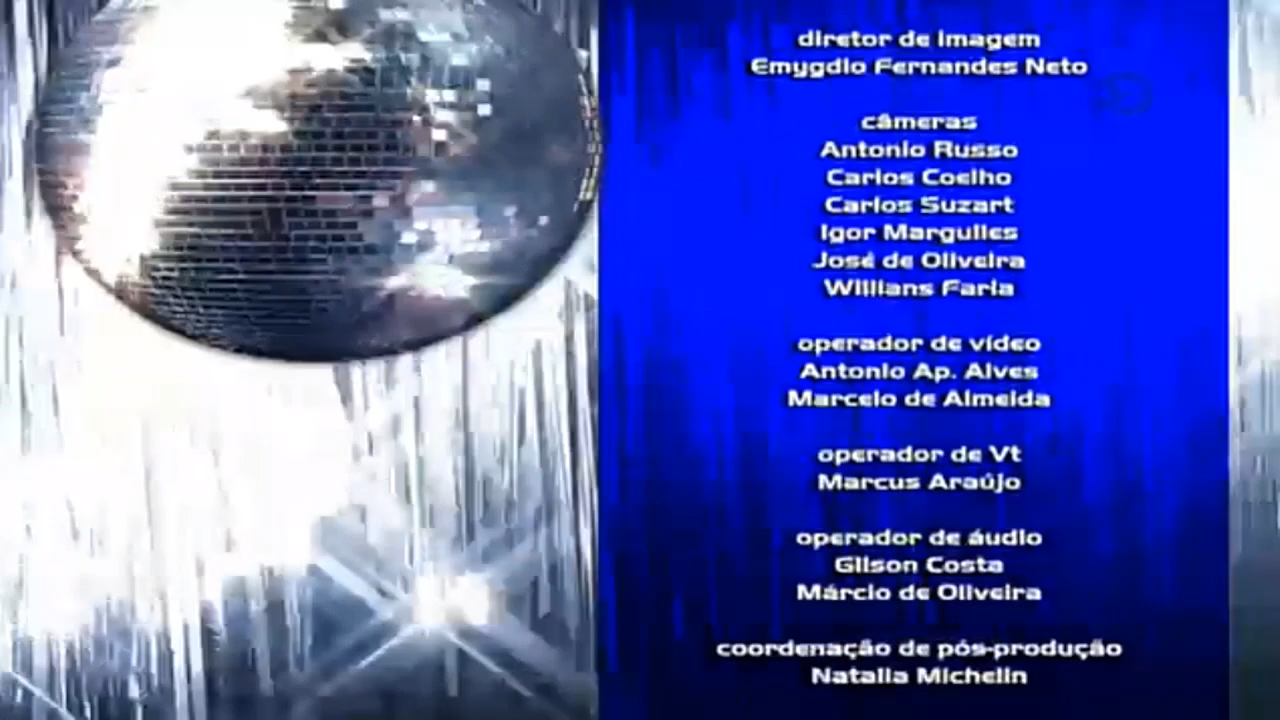 diretor de imagem
Emygdio Fernandes Neto
câmeras
Antonio Russo
Carlos Coelho
Carlos Suzart
Igor Margulies
José de Oliveira
Willians Faria
operador de vídeo
Antonio Ap. Alves
Marcelo de Almeida
operador de Vt
Marcus Araújo
operador de áudio
Gilson Costa
Márcio de Oliveira
coordenação de pós-produção
Natalia Michelin